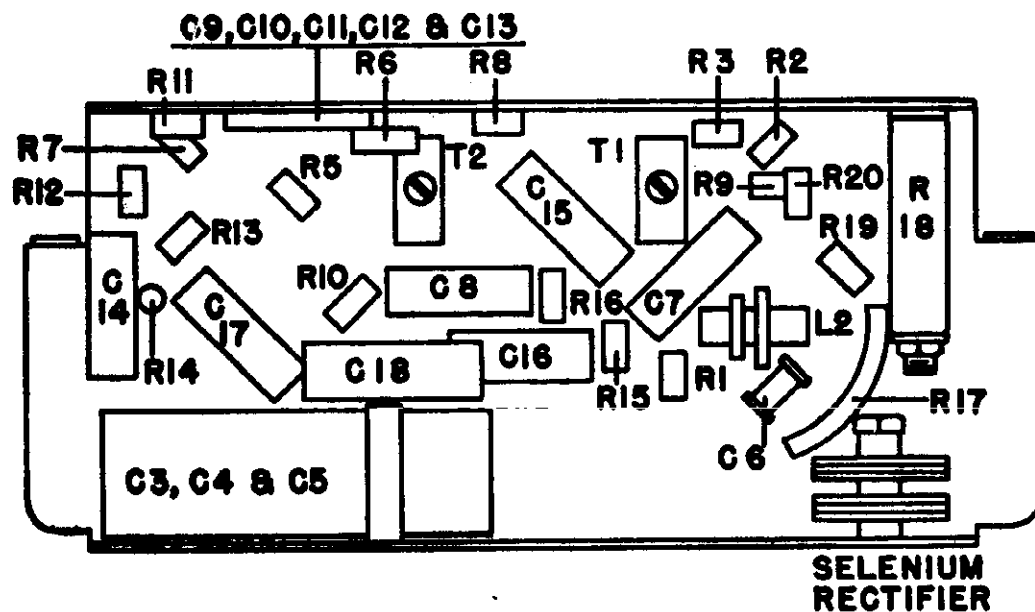 C9,C10,C11,C12 & C13
R6
R8
R3
R2
R11
R7
T2
T1
R5
R12
C
15
R9
R20
R
18
R13
R19
C
14
R10
C8
R16
C7
C
17
L2
R14
C18
C16
R15
R1
R17
C6
C3, C4 & C5
SELENIUM
RECTIFIER